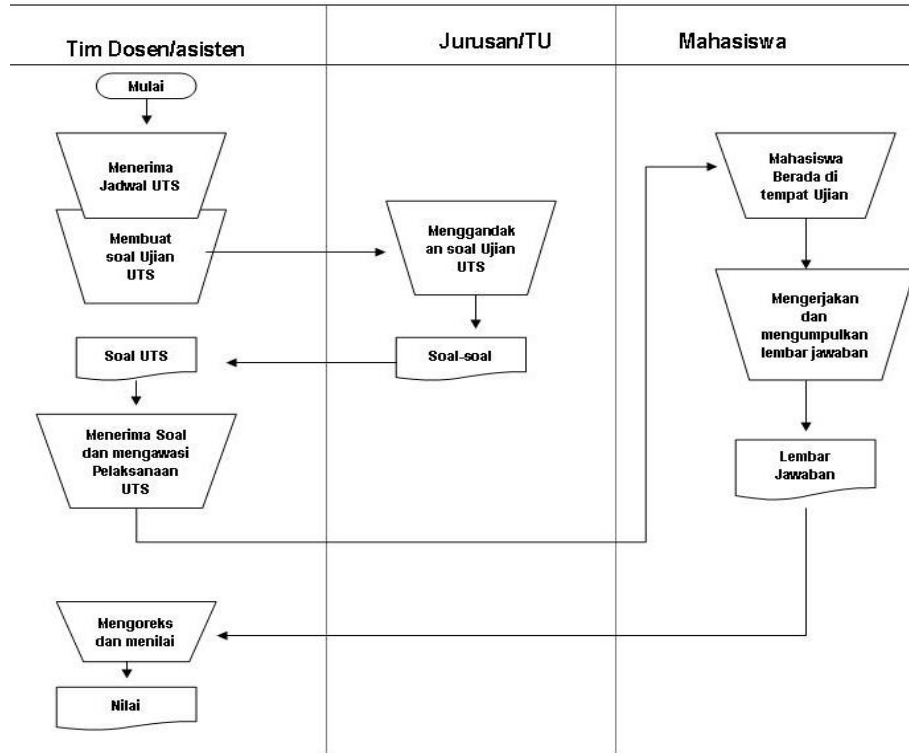 Tim Dosen/asisten
Jurusan/TU
Mahasiswa
Mulai
Menerima
Jadwal UTS
Membuat
soal Ujian
UTS
Menggandak
an soal Ujian
UTS
Soal-soal
Soal UTS
Menerima Soal
dan mengawasi
Pelaksanaan
UTS
Mahasiswa
Berada di
tempat Ujian
Mengerjakan
dan
mengumpulkan
lembar jawaban
Lembar
Jawaban
Mengoreks
dan menilai
Nilai